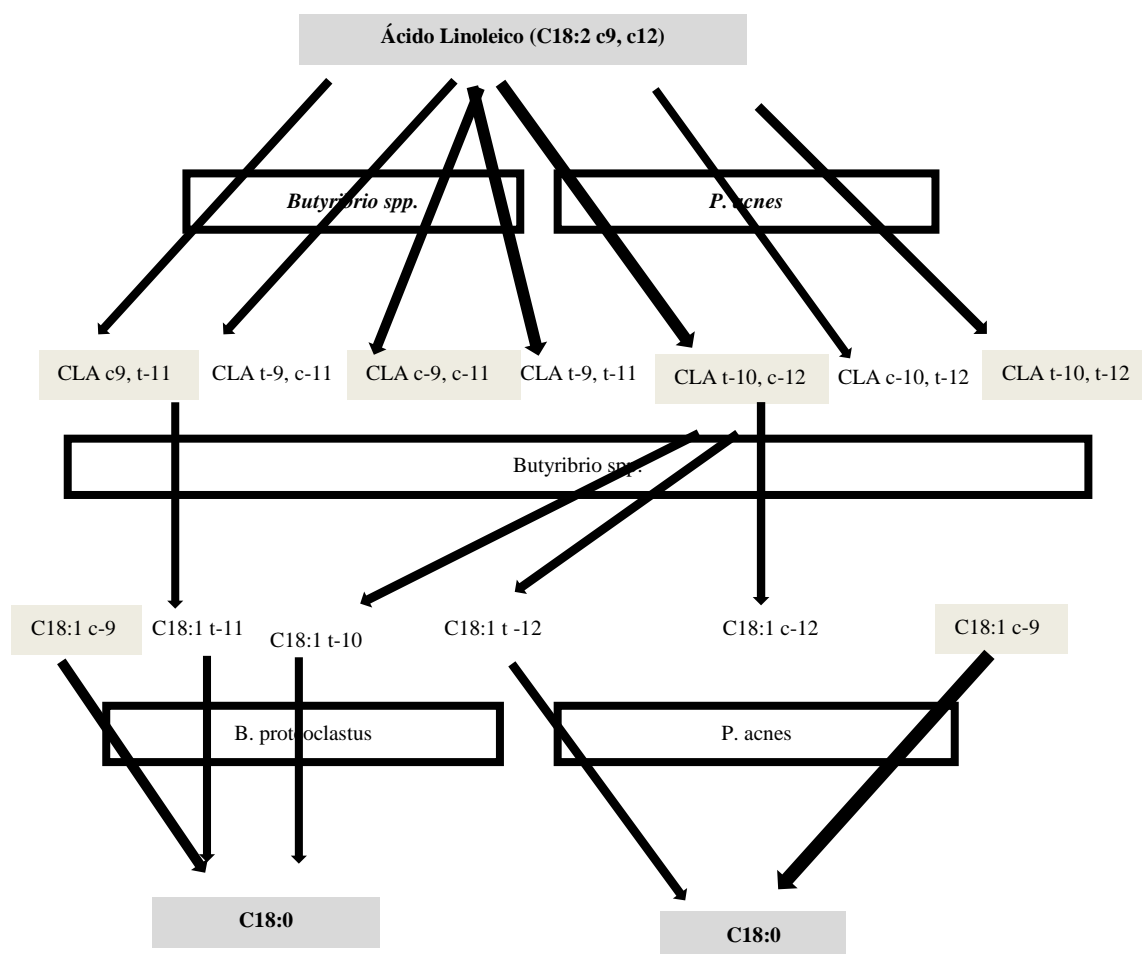 Ácido Linoleico (C18:2 c9, c12)
Butyribrio spp.
P. acnes
CLA c9, t-11
CLA t-9, c-11
CLA c-9, c-11
CLA t-9, t-11
CLA t-10, c-12
CLA c-10, t-12
CLA t-10, t-12
Butyribrio spp.
C18:1 c-9
C18:1 t-11
C18:1 t-10
C18:1 t -12
C18:1 c-12
C18:1 c-9
B. proteoclastus
P. acnes
C18:0
C18:0